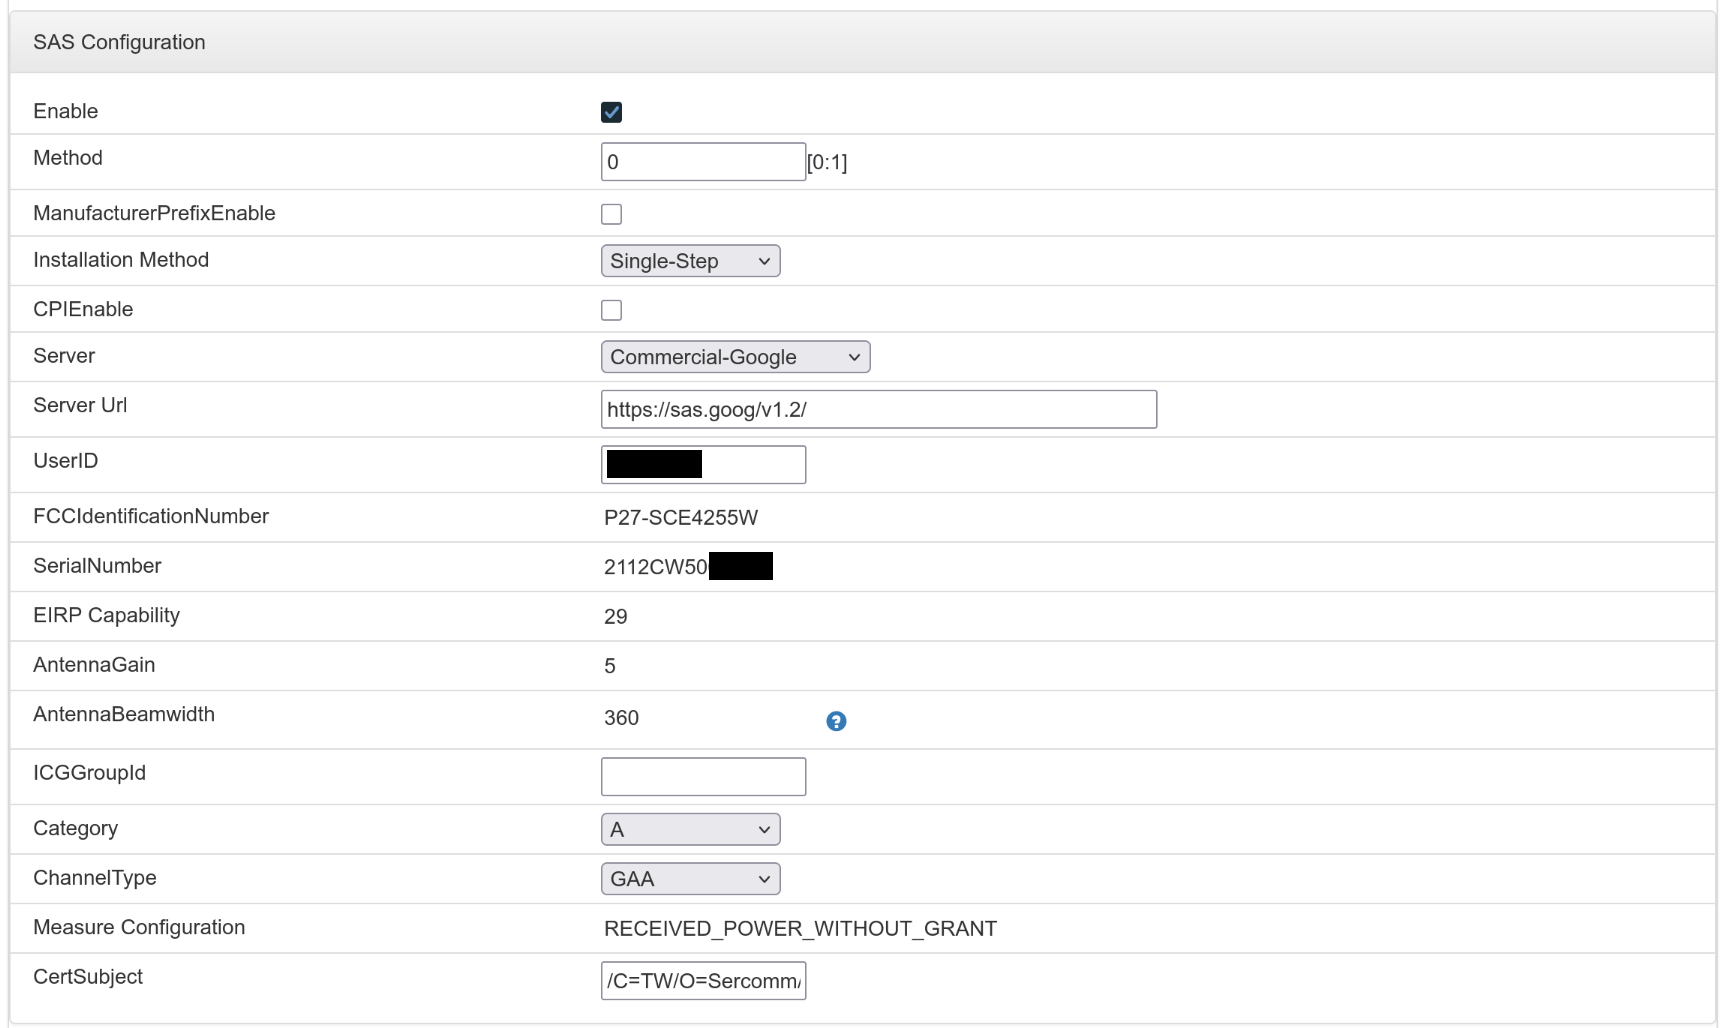 SAS Configuration
Enable
Method 0 [0:1]
ManufacturerPrefixEnable
Installation Method Single-Step
CPIEnable
Server Commercial-Google
Server Url https://sas.goog/v1.2/
UserID
FCCIdentificationNumber P27-SCE4255W
SerialNumber 2112CW50
EIRP Capability 29
AntennaGain 5
AntennaBeamwidth 360 ?
ICGGroupId
Category A
ChannelType GAA
Measure Configuration RECEIVED_POWER_WITHOUT_GRANT
CertSubject /C=TW/O=Sercomm/